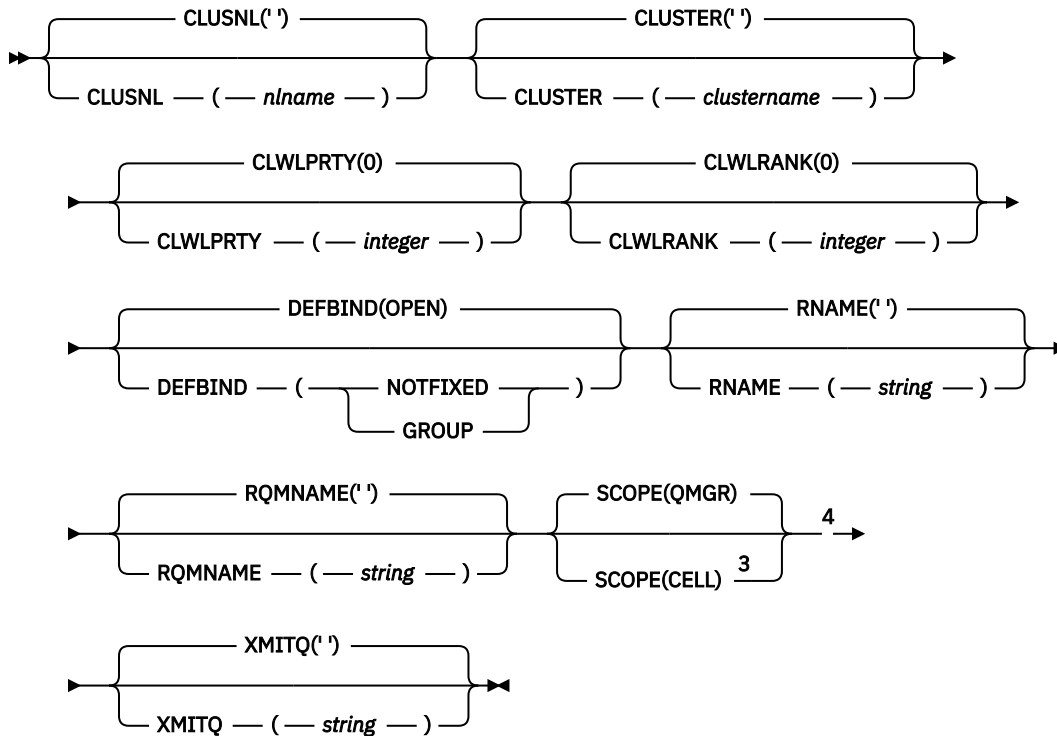 CLUSNL(' ') CLUSTER(' ')
CLUSNL ( nlname ) CLUSTER ( clustername )
CLWLPRTY(0) CLWLRANK(0)
CLWLPRTY ( integer ) CLWLRANK ( integer )
DEFBIND(OPEN) RNAME(' ')
DEFBIND ( NOTFIXED ) RNAME ( string )
GROUP
RQMNAME(' ') SCOPE(QMGR)
4
RQMNAME ( string ) SCOPE(CELL) 3
XMITQ(' ')
XMITQ ( string )